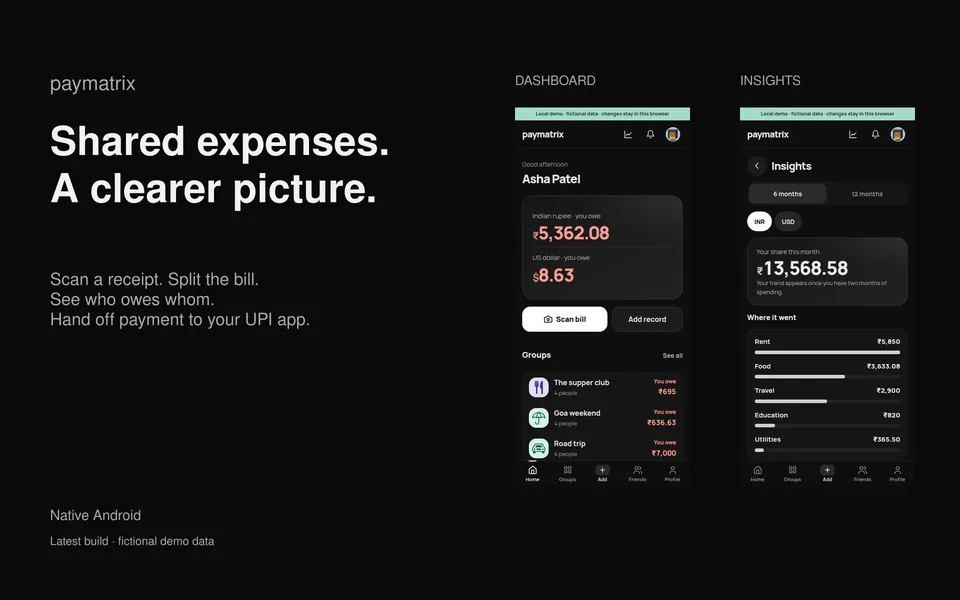 paymatrix
Shared expenses.
A clearer picture.
Scan a receipt. Split the bill.
See who owes whom.
Hand off payment to your UPI app.
Native Android
Latest build · fictional demo data
DASHBOARD
Local demo · fictional data · changes stay in this browser
paymatrix
Good afternoon
Asha Patel
Indian rupee · you owe
₹5,362.08
US dollar · you owe
$8.63
Scan bill
Add record
Groups
See all
The supper club
You owe
4 people
₹695
Goa weekend
You owe
4 people
₹636.63
Road trip
You owe
4 people
₹7,000
Home
Groups
Add
Friends
Profile
INSIGHTS
Local demo · fictional data · changes stay in this browser
paymatrix
Insights
6 months
12 months
INR
USD
Your share this month
₹13,568.58
Your trend appears once you have two months of
spending.
Where it went
Rent ₹5,850
Food ₹3,633.08
Travel ₹2,900
Education ₹820
Utilities ₹365.50
Home
Groups
Add
Friends
Profile